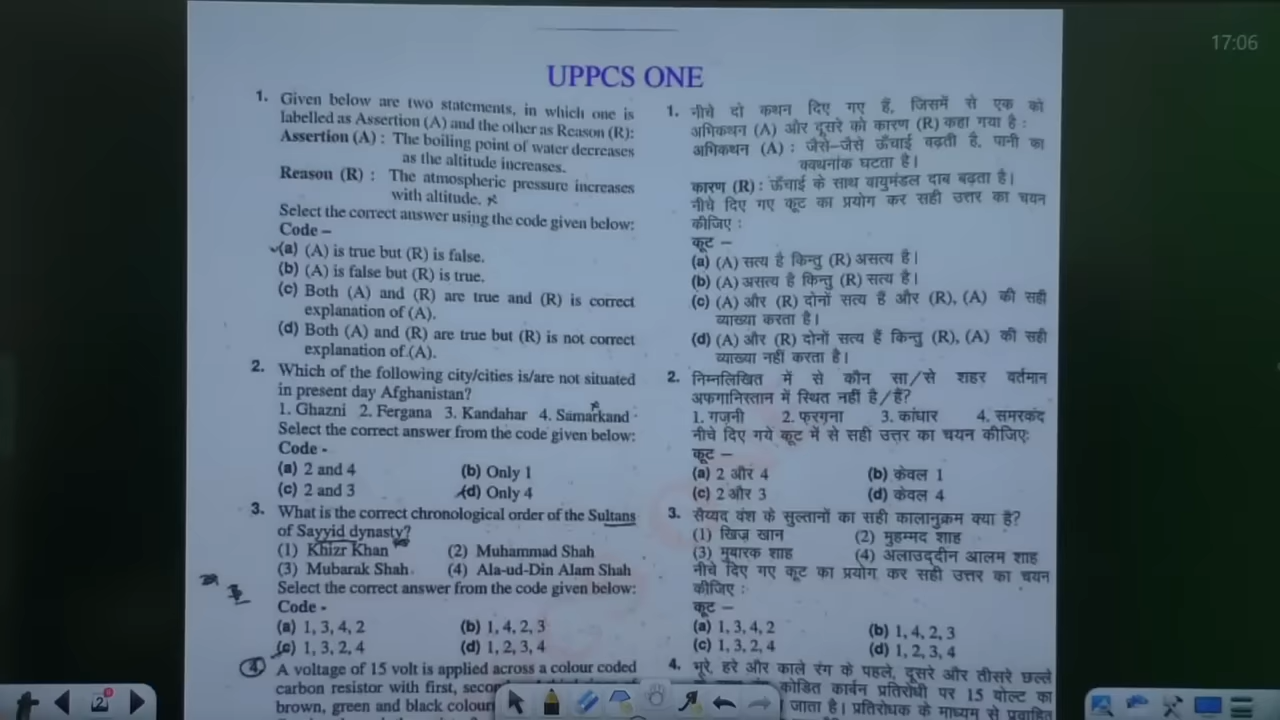 17:06
UPPCS ONE
1. Given below are two statements, in which one is
labelled as Assertion (A) and the other as Reason (R):
Assertion (A) : The boiling point of water decreases
as the altitude increases.
Reason (R) : The atmospheric pressure increases
with altitude.
Select the correct answer using the code given below:
Code –
(a) (A) is true but (R) is false.
(b) (A) is false but (R) is true.
(c) Both (A) and (R) are true and (R) is correct
explanation of (A).
(d) Both (A) and (R) are true but (R) is not correct
explanation of (A).
2. Which of the following city/cities is/are not situated
in present day Afghanistan?
1. Ghazni 2. Fergana 3. Kandahar 4. Samarkand
Select the correct answer from the code given below:
Code -
(a) 2 and 4 (b) Only 1
(c) 2 and 3 (d) Only 4
3. What is the correct chronological order of the Sultans
of Sayyid dynasty?
(1) Khizr Khan (2) Muhammad Shah
(3) Mubarak Shah (4) Ala-ud-Din Alam Shah
Select the correct answer from the code given below:
Code -
(a) 1, 3, 4, 2 (b) 1, 4, 2, 3
(c) 1, 3, 2, 4 (d) 1, 2, 3, 4
4. A voltage of 15 volt is applied across a colour coded
carbon resistor with first,
brown, green and black
1. नीचे दो कथन दिए गए हैं, जिसमें से एक को
अभिकथन (A) और दूसरे को कारण (R) कहा गया है :
अभिकथन (A) : जैसे-जैसे ऊँचाई बढ़ती है, पानी का
क्वथनांक घटता है।
कारण (R) : ऊँचाई के साथ वायुमंडल दाब बढ़ता है।
नीचे दिए गए कूट का प्रयोग कर सही उत्तर का चयन
कीजिए :
कूट –
(a) (A) सत्य है किन्तु (R) असत्य है।
(b) (A) असत्य है किन्तु (R) सत्य है।
(c) (A) और (R) दोनों सत्य हैं और (R), (A) की सही
व्याख्या करता है।
(d) (A) और (R) दोनों सत्य हैं किन्तु (R), (A) की सही
व्याख्या नहीं करता है।
2. निम्नलिखित में से कौन सा/से शहर वर्तमान
अफगानिस्तान में स्थित नहीं है/हैं?
1. गज़नी 2. फरगना 3. कांधार 4. समरकंद
नीचे दिए गये कूट में से सही उत्तर का चयन कीजिएः
कूट –
(a) 2 और 4 (b) केवल 1
(c) 2 और 3 (d) केवल 4
3. सैय्यद वंश के सुल्तानों का सही कालानुक्रम क्या है?
(1) खिज्र खान (2) मुहम्मद शाह
(3) मुबारक शाह (4) अलाउद्दीन आलम शाह
नीचे दिए गए कूट का प्रयोग कर सही उत्तर का चयन
कीजिए :
कूट –
(a) 1, 3, 4, 2 (b) 1, 4, 2, 3
(c) 1, 3, 2, 4 (d) 1, 2, 3, 4
4. भूरे, हरे और काले रंग के पहले, दूसरे और तीसरे छल्ले
कोडित कार्बन प्रतिरोधी पर 15 वोल्ट का
जाता है। प्रतिरोधक के माध्यम से प्रवाहित
2